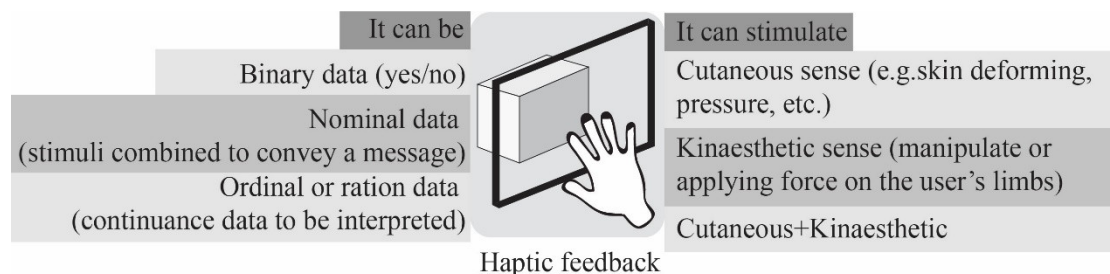 It can be
Binary data (yes/no)
Nominal data
(stimuli combined to convey a message)
Ordinal or ration data
(continuance data to be interpreted)
Haptic feedback
It can stimulate
Cutaneous sense (e.g.skin deforming,
pressure, etc.)
Kinaesthetic sense (manipulate or
applying force on the user’s limbs)
Cutaneous+Kinaesthetic